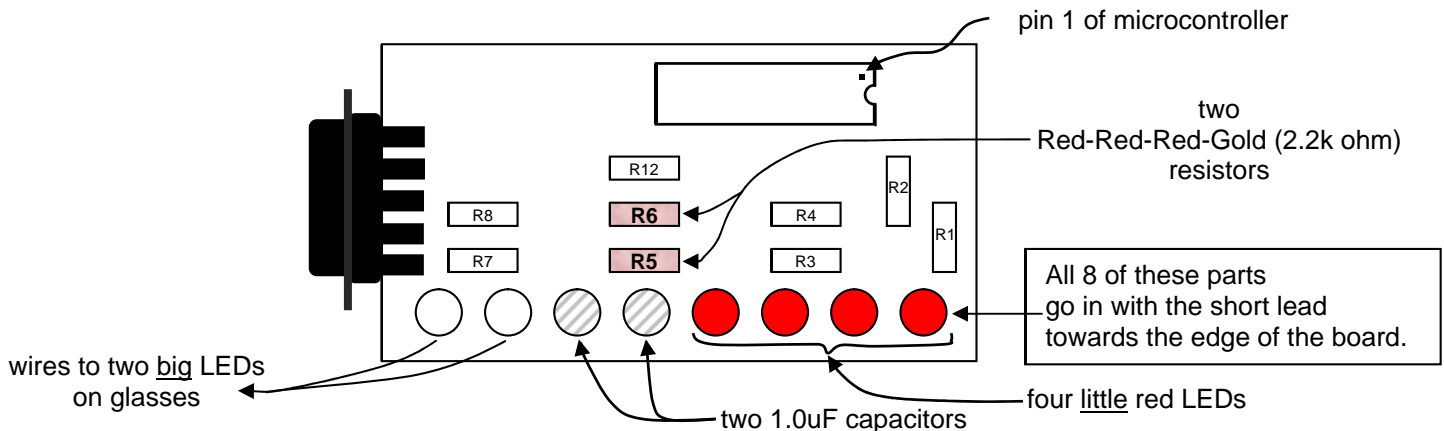 pin 1 of microcontroller
two
Red-Red-Red-Gold (2.2k ohm)
resistors
R12
R2
R8
R6
R4
R1
R7
R5
R3
All 8 of these parts
go in with the short lead
towards the edge of the board.
wires to two big LEDs
on glasses
four little red LEDs
two 1.0uF capacitors